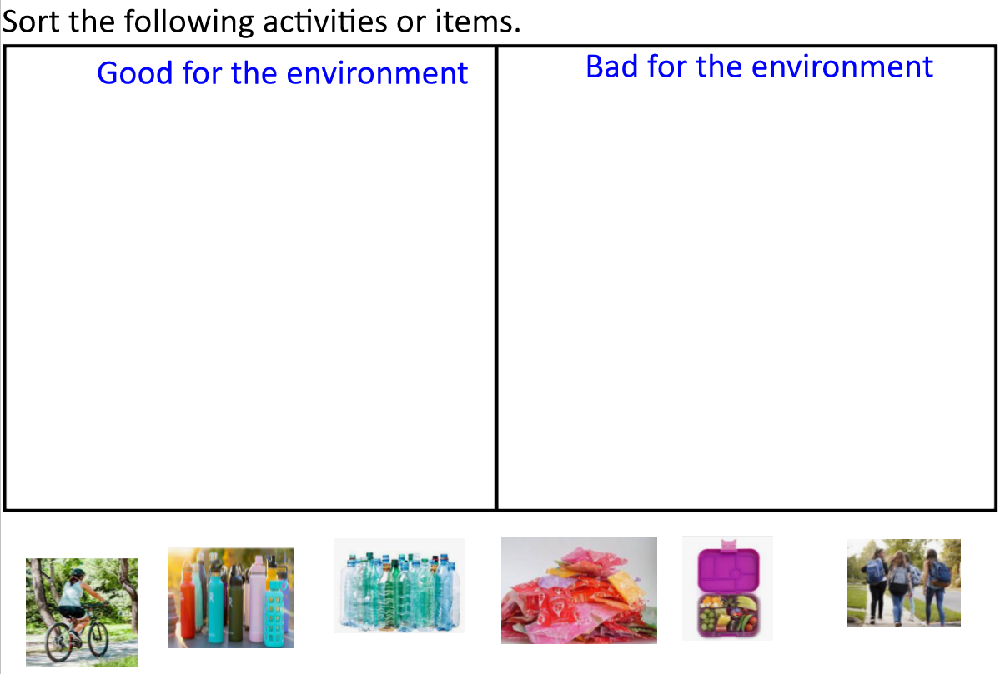 Sort the following activities or items.
Good for the environment
Bad for the environment